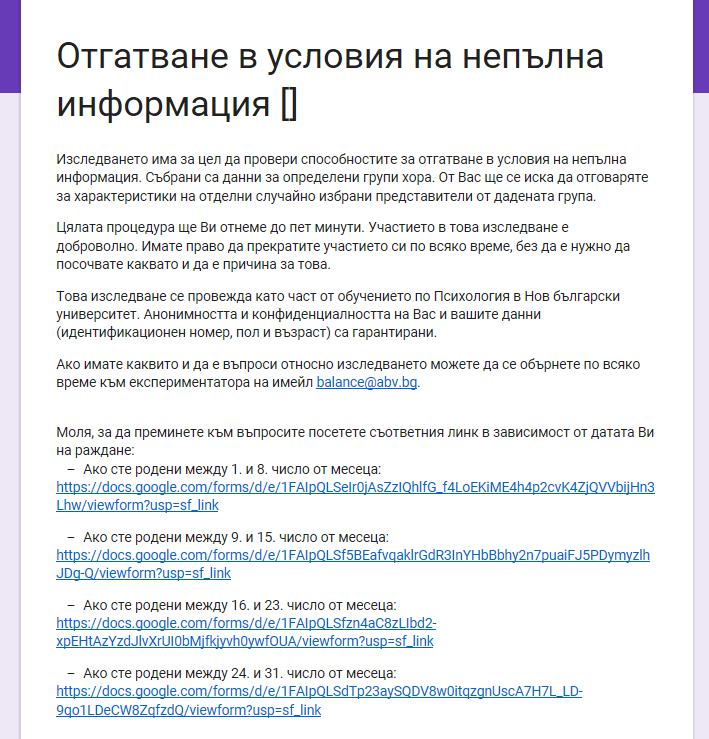 Отгатване в условия на непълна
информация []
Изследването има за цел да провери способностите за отгатване в условия на непълна
информация. Събрани са данни за определени групи хора. От Вас ще се иска да отговаряте
за характеристики на отделни случайно избрани представители от дадената група.
Цялата процедура ще Ви отнеме до пет минути. Участието в това изследване е
доброволно. Имате право да прекратите участието си по всяко време, без да е нужно да
посочвате каквато и да е причина за това.
Това изследване се провежда като част от обучението по Психология в Нов български
университет. Анонимността и конфиденциалността на Вас и вашите данни
(идентификационен номер, пол и възраст) са гарантирани.
Ако имате каквито и да е въпроси относно изследването можете да се обърнете по всяко
време към експериментатора на имейл balance@abv.bg.
Моля, за да преминете към въпросите посетете съответния линк в зависимост от датата Ви
на раждане:
– Ако сте родени между 1. и 8. число от месеца:
https://docs.google.com/forms/d/e/1FAIpQLSeIr0jAsZzIQhlfG_f4LoEKiME4h4p2cvK4ZjQVVbijHn3
Lhw/viewform?usp=sf_link
– Ако сте родени между 9. и 15. число от месеца:
https://docs.google.com/forms/d/e/1FAIpQLSf5BEafvqaklrGdR3InYHbBbhy2n7puaiFJ5PDymyzlh
JDg-Q/viewform?usp=sf_link
– Ако сте родени между 16. и 23. число от месеца:
https://docs.google.com/forms/d/e/1FAIpQLSfzn4aC8zLIbd2-
xpEHtAzYzdJlvXrUI0bMjfkjyvh0ywfOUA/viewform?usp=sf_link
– Ако сте родени между 24. и 31. число от месеца:
https://docs.google.com/forms/d/e/1FAIpQLSdTp23aySQDV8w0itqzgnUscA7H7L_LD-
9qo1LDeCW8ZqfzdQ/viewform?usp=sf_link